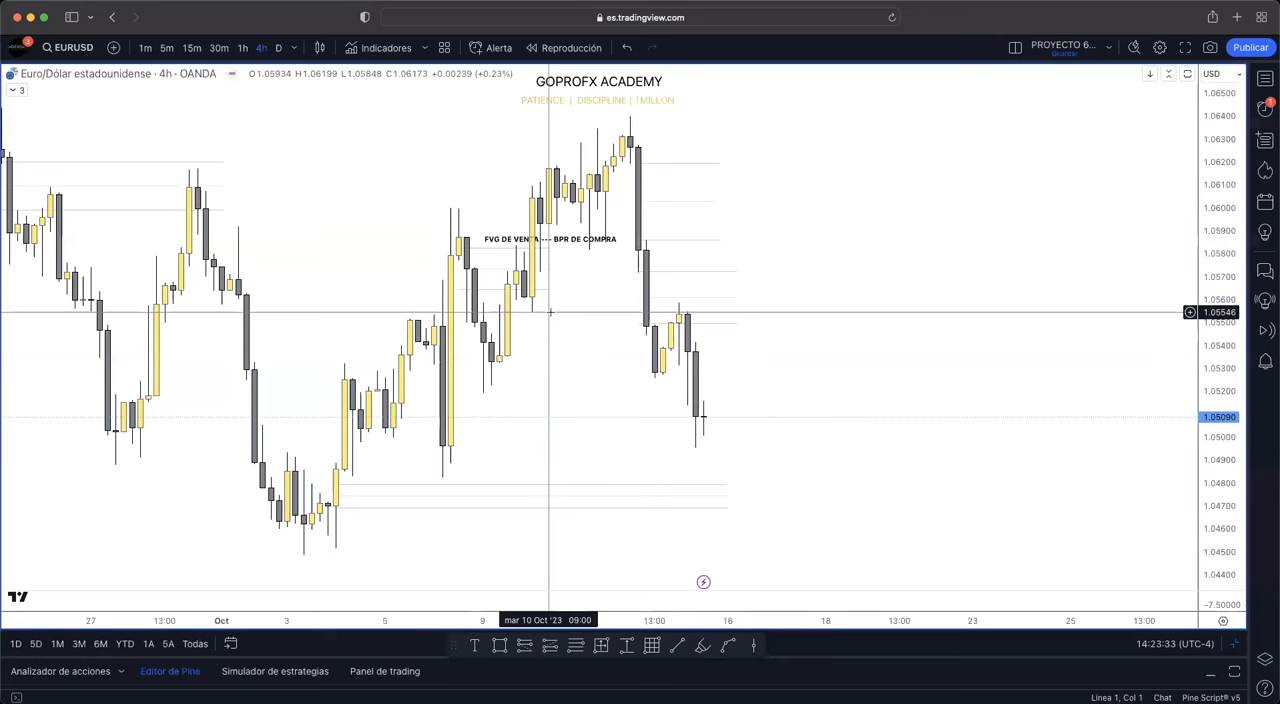 es.tradingview.com
3
EURUSD
1m 5m 15m 30m 1h 4h D
Indicadores
Alerta
Reproducción
PROYECTO 6...
Guardar
Publicar
Euro/Dólar estadounidense · 4h · OANDA
O1.05934 H1.06199 L1.05848 C1.06173 +0.00239 (+0.23%)
3
GOPROFX ACADEMY
PATIENCE | DISCIPLINE | 1MILLON
USD
1
1.06500
1.06400
1.06300
1.06200
1.06100
1.06000
1.05900
1.05800
1.05700
1.05600
1.05546
1.05500
1.05400
1.05300
1.05200
1.05090
1.05000
1.04900
1.04800
1.04700
1.04600
1.04500
1.04400
−7.50000
FVG DE VENTA --- BPR DE COMPRA
27 13:00 Oct 3 5 9 mar 10 Oct '23 09:00 13:00 16 18 13:00 23 25 13:00
1D 5D 1M 3M 6M YTD 1A 5A Todas
14:23:33 (UTC-4)
Analizador de acciones
Editor de Pine
Simulador de estrategias
Panel de trading
Línea 1, Col 1 Chat Pine Script® v5